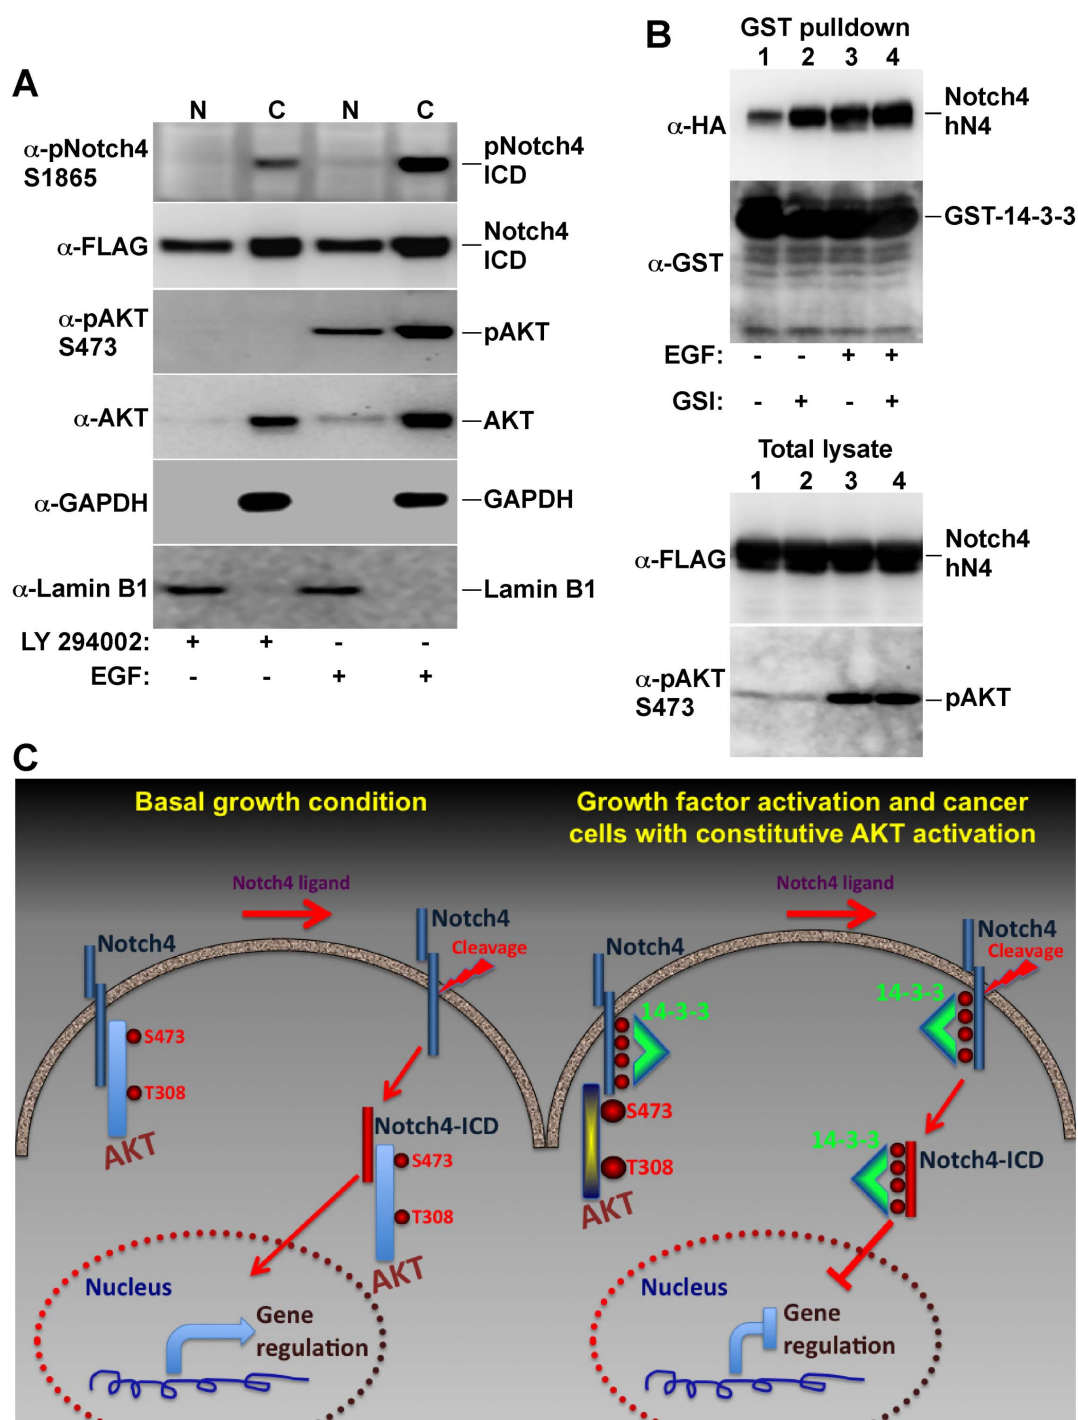 A
N C N C
α-pNotch4
S1865
pNotch4
ICD
α-FLAG
Notch4
ICD
α-pAKT
S473
pAKT
α-AKT
AKT
α-GAPDH
GAPDH
α-Lamin B1
Lamin B1
LY 294002: + + - -
EGF: - - + +
B
GST pulldown
1 2 3 4
α-HA
Notch4
hN4
GST-14-3-3
α-GST
EGF: - - + +
GSI: - + - +
Total lysate
1 2 3 4
α-FLAG
Notch4
hN4
α-pAKT
S473
pAKT
C
Basal growth condition
Notch4 ligand
Notch4
Notch4
Cleavage
S473
T308
AKT
Notch4-ICD
S473
T308
AKT
Nucleus
Gene
regulation
Growth factor activation and cancer
cells with constitutive AKT activation
Notch4 ligand
Notch4
Notch4
Cleavage
14-3-3
14-3-3
S473
T308
AKT
14-3-3
Notch4-ICD
Nucleus
Gene
regulation